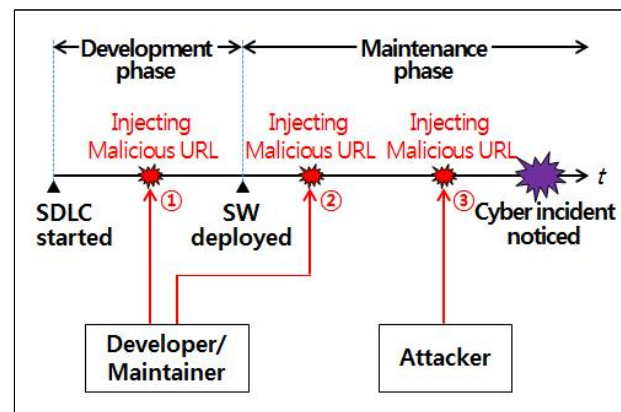 Development
phase
Maintenance
phase
Injecting
Malicious URL
Injecting
Malicious URL
Injecting
Malicious URL
①
②
③
t
SDLC
started
SW
deployed
Cyber incident
noticed
Developer/
Maintainer
Attacker